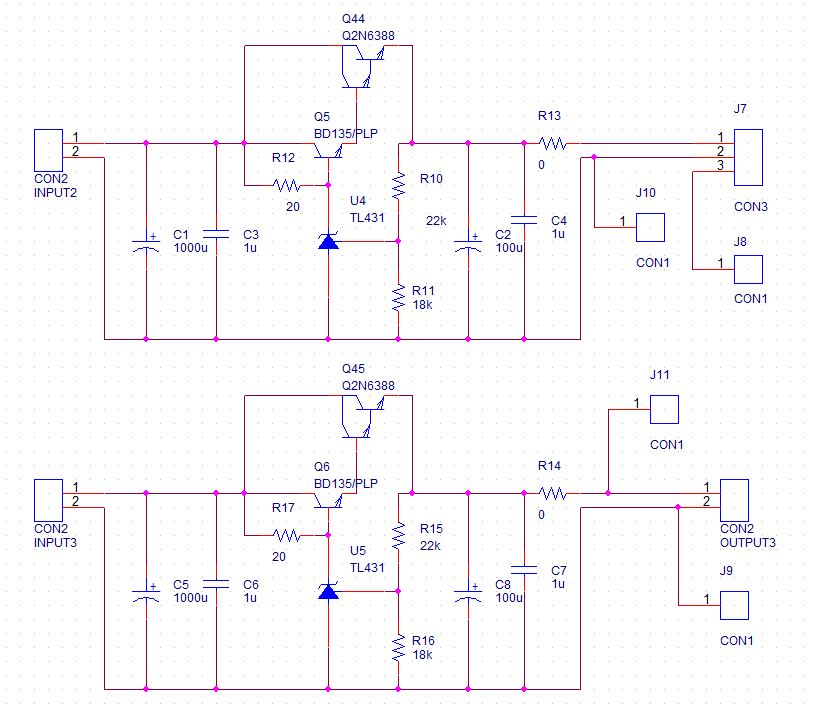 Q44
Q2N6388
J7
Q5
BD135/PLP
R13
1
2
CON2
INPUT2
R12
20
R10
22k
0
1
2
3
CON3
U4
TL431
J10
1
CON1
C1
1000u
C3
1u
C2
100u
C4
1u
J8
1
CON1
R11
18k
Q45
Q2N6388
J11
1
CON1
Q6
BD135/PLP
R14
1
2
CON2
INPUT3
R17
20
R15
22k
0
1
2
CON2
OUTPUT3
U5
TL431
C5
1000u
C6
1u
C8
100u
C7
1u
J9
1
CON1
R16
18k